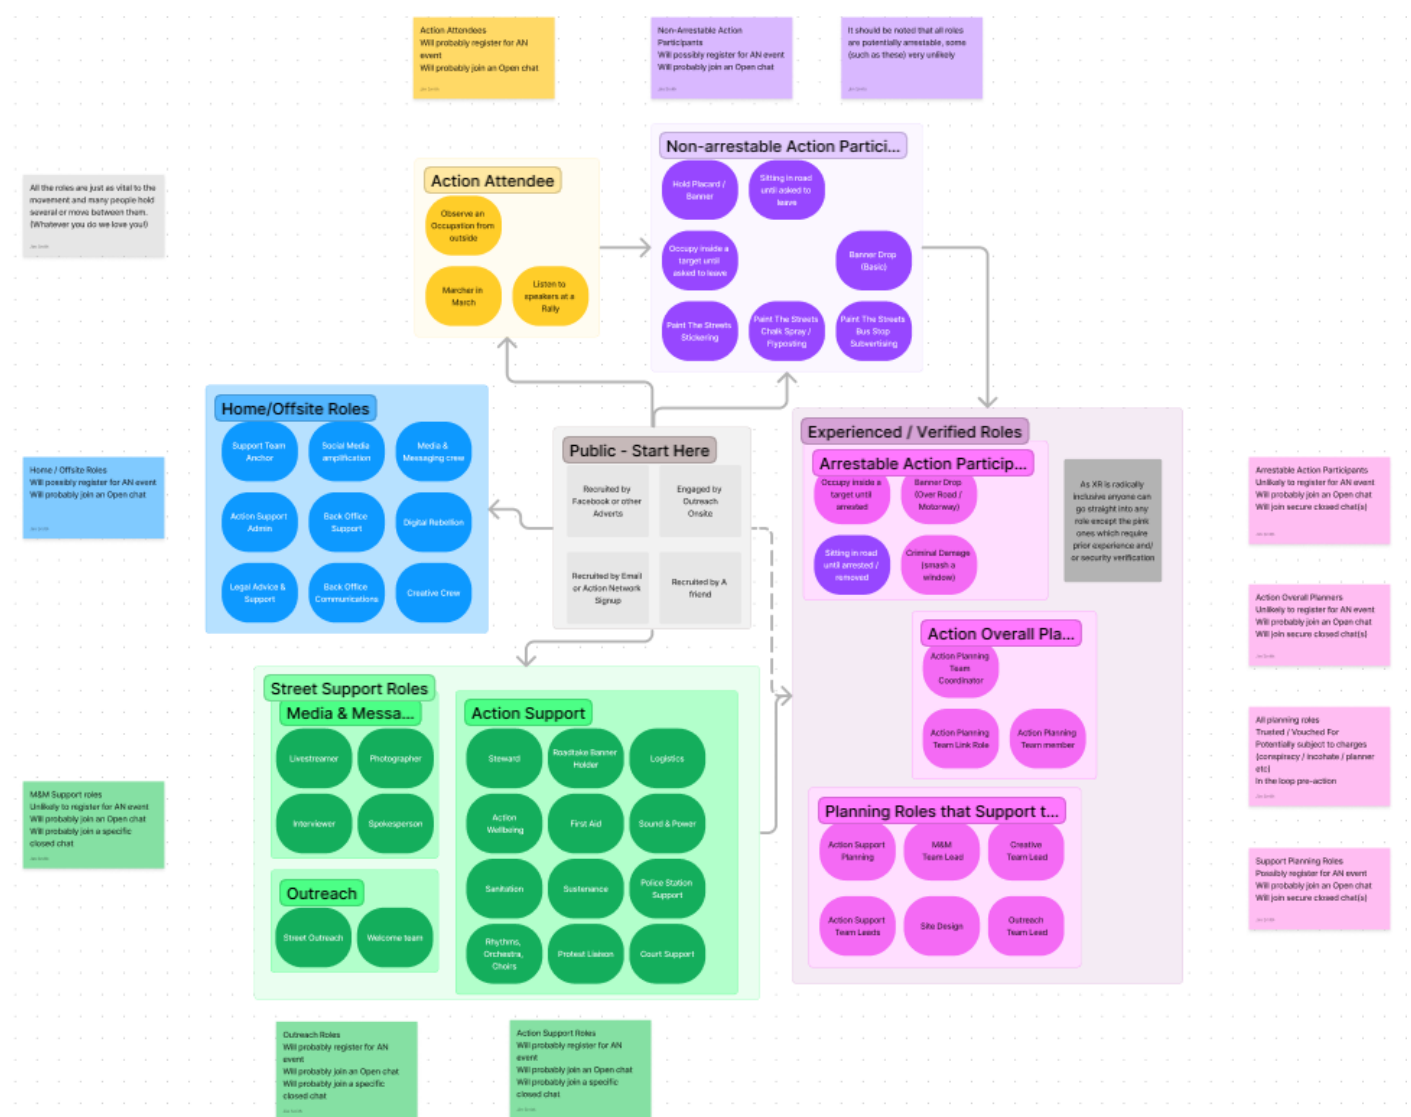 Action Attendees
Will probably register for AN
event
Will probably join an Open chat
Non-Arrestable Action
Participants
Will possibly register for AN event
Will probably join an Open chat
It should be noted that all roles
are potentially arrestable, some
(such as these) very unlikely
All the roles are just as vital to the
movement and many people hold
several or move between them.
(Whatever you do we love you!)
Action Attendee
Observe an
Occupation from
outside
Marcher in
March
Listen to
speakers at a
Rally
Non-arrestable Action Partici...
Hold Placard /
Banner
Sitting in road
until asked to
leave
Occupy inside a
target until
asked to leave
Banner Drop
(Basic)
Paint The Streets
Stickering
Paint The Streets
Chalk Spray /
Flyposting
Paint The Streets
Bus Stop
Subvertising
Home / Offsite Roles
Will possibly register for AN event
Will probably join an Open chat
Home/Offsite Roles
Support Team
Anchor
Social Media
amplification
Media &
Messaging crew
Action Support
Admin
Back Office
Support
Digital Rebellion
Legal Advice &
Support
Back Office
Communications
Creative Crew
Public - Start Here
Recruited by
Facebook or other
Adverts
Engaged by
Outreach
Onsite
Recruited by Email
or Action Network
Signup
Recruited by A
friend
Experienced / Verified Roles
Arrestable Action Particip...
Occupy inside a
target until
arrested
Banner Drop
(Over Road /
Motorway)
Sitting in road
until arrested /
removed
Criminal Damage
(smash a
window)
As XR is radically
inclusive anyone can
go straight into any
role except the pink
ones which require
prior experience and/
or security verification
Action Overall Pla...
Action Planning
Team
Coordinator
Action Planning
Team Link Role
Action Planning
Team member
Planning Roles that Support t...
Action Support
Planning
M&M
Team Lead
Creative
Team Lead
Action Support
Team Leads
Site Design
Outreach
Team Lead
Arrestable Action Participants
Unlikely to register for AN event
Will probably join an Open chat
Will join secure closed chat(s)
Action Overall Planners
Unlikely to register for AN event
Will probably join an Open chat
Will join secure closed chat(s)
All planning roles
Trusted / Vouched For
Potentially subject to charges
(conspiracy / incohate / planner
etc)
In the loop pre-action
Support Planning Roles
Possibly register for AN event
Will probably join an Open chat
Will join secure closed chat(s)
Street Support Roles
Media & Messa...
Livestreamer
Photographer
Interviewer
Spokesperson
Outreach
Street Outreach
Welcome team
Action Support
Steward
Roadtake Banner
Holder
Logistics
Action
Wellbeing
First Aid
Sound & Power
Sanitation
Sustenance
Police Station
Support
Rhythms,
Orchestra,
Choirs
Protest Liaison
Court Support
M&M Support roles
Unlikely to register for AN event
Will probably join an Open chat
Will probably join a specific
closed chat
Outreach Roles
Will probably register for AN
event
Will probably join an Open chat
Will probably join a specific
closed chat
Action Support Roles
Will probably register for AN
event
Will probably join an Open chat
Will probably join a specific
closed chat